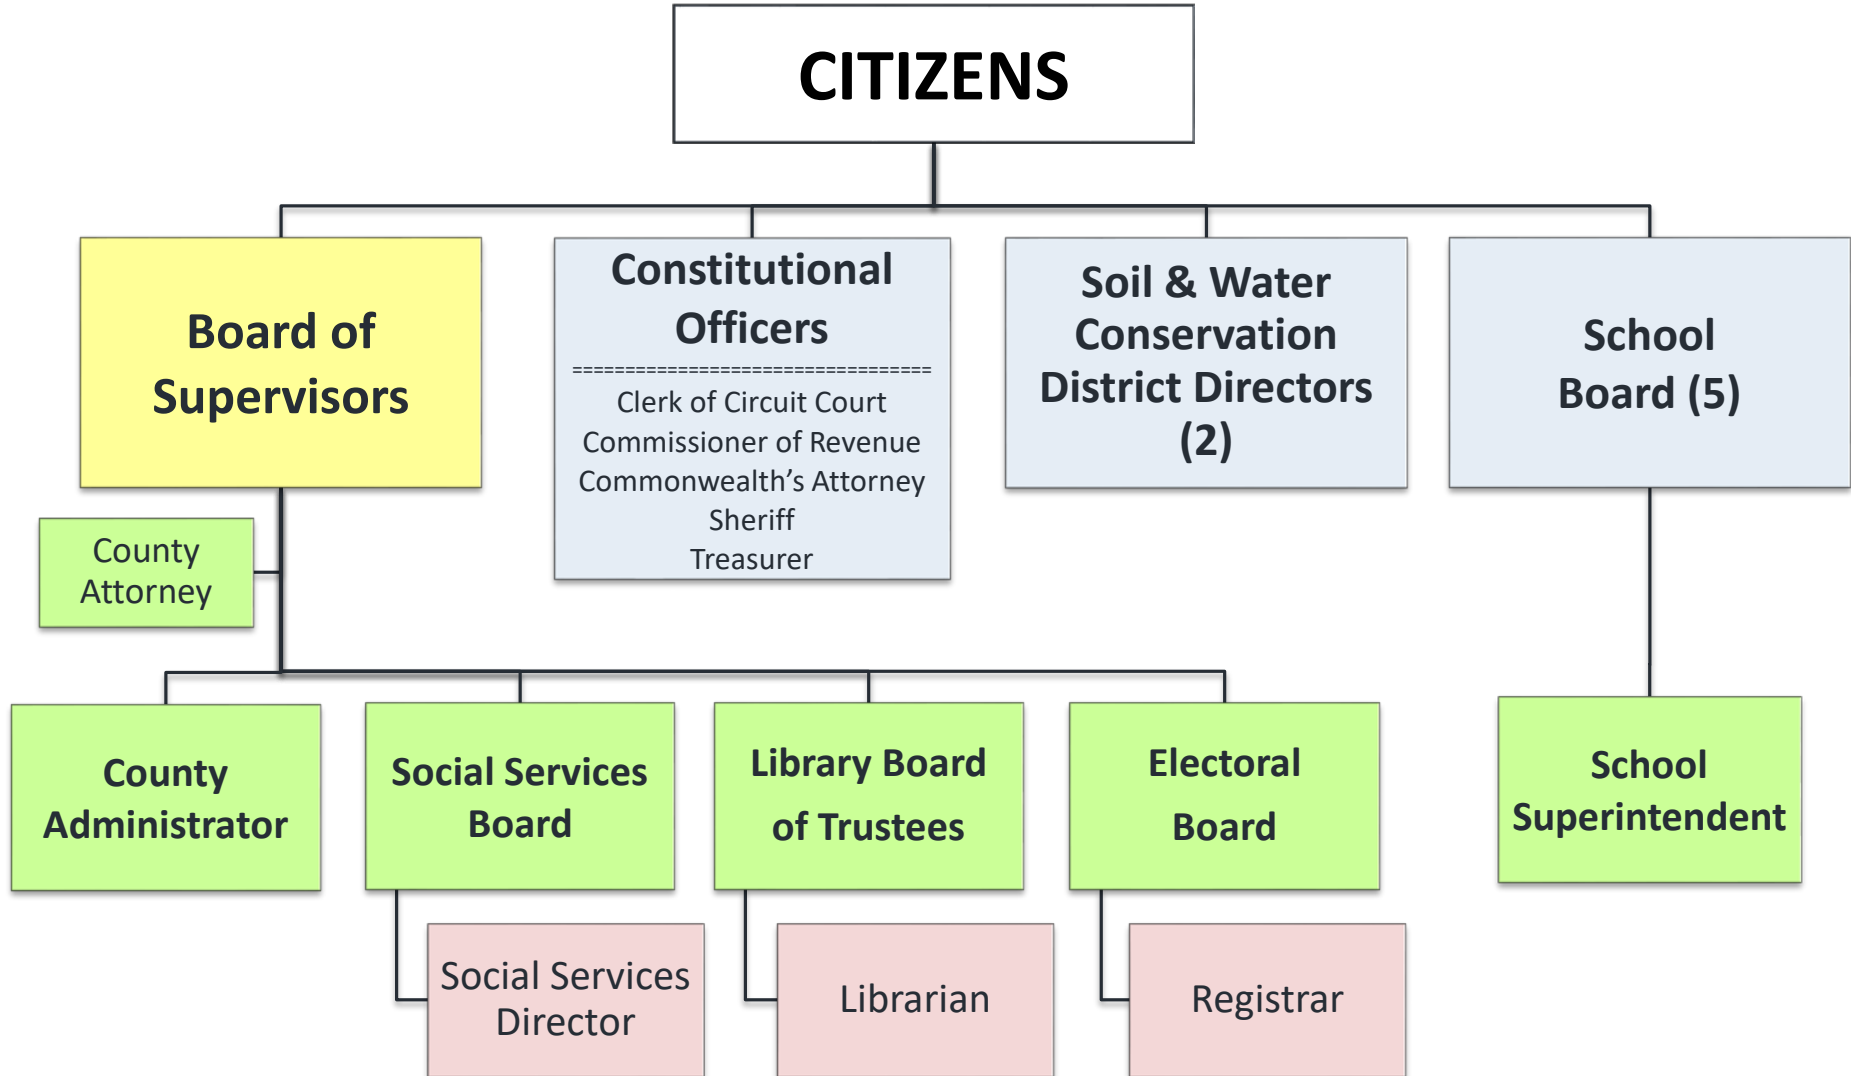 CITIZENS
Board of
Supervisors
Constitutional
Officers
==================================
Clerk of Circuit Court
Commissioner of Revenue
Commonwealth’s Attorney
Sheriff
Treasurer
Soil & Water
Conservation
District Directors
(2)
School
Board (5)
County
Attorney
County
Administrator
Social Services
Board
Library Board
of Trustees
Electoral
Board
School
Superintendent
Social Services
Director
Librarian
Registrar